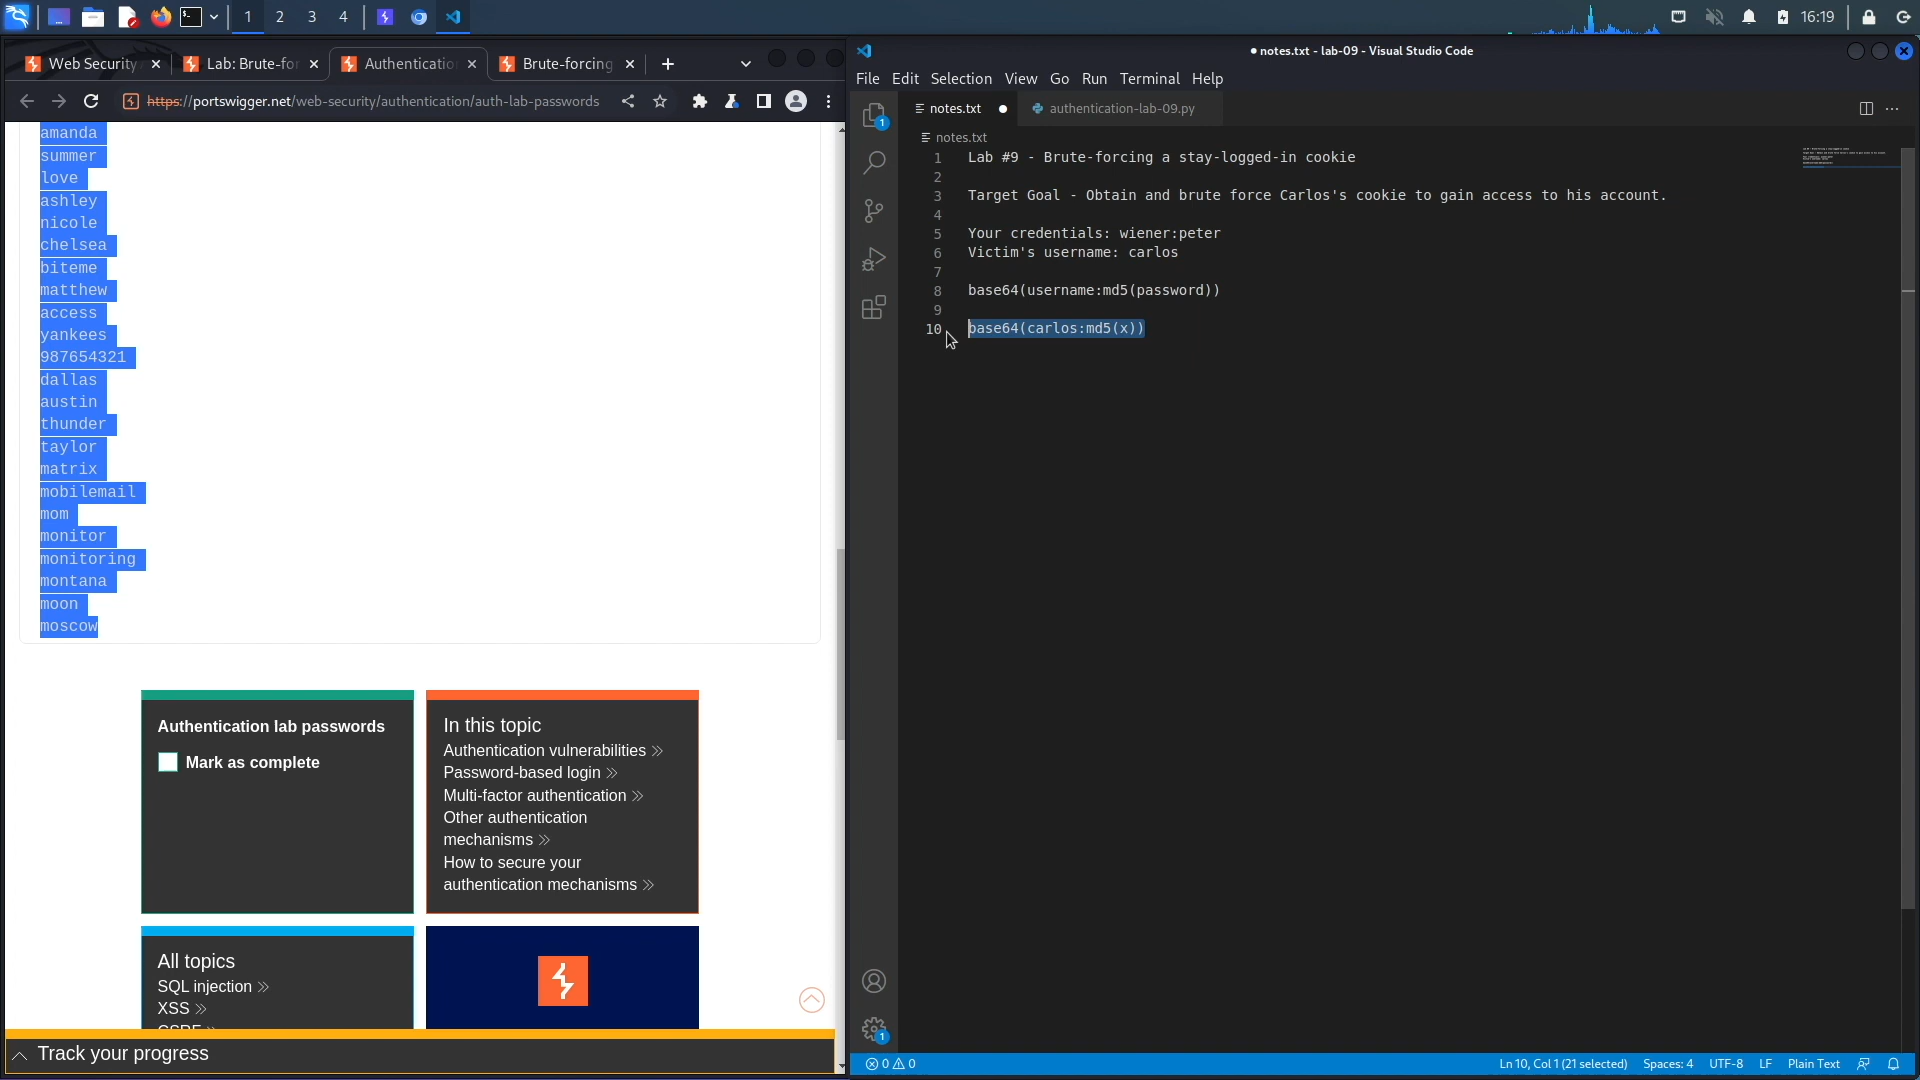 1 2 3 4
16:19
Web Security
Lab: Brute-fo
Authenticatio
Brute-forcing
https://portswigger.net/web-security/authentication/auth-lab-passwords
amanda
summer
love
ashley
nicole
chelsea
biteme
matthew
access
yankees
987654321
dallas
austin
thunder
taylor
matrix
mobilemail
mom
monitor
monitoring
montana
moon
moscow
Authentication lab passwords
Mark as complete
In this topic
Authentication vulnerabilities
Password-based login
Multi-factor authentication
Other authentication
mechanisms
How to secure your
authentication mechanisms
All topics
SQL injection
XSS
CSRF
Track your progress
notes.txt - lab-09 - Visual Studio Code
File Edit Selection View Go Run Terminal Help
notes.txt
authentication-lab-09.py
notes.txt
1 Lab #9 - Brute-forcing a stay-logged-in cookie
2
3 Target Goal - Obtain and brute force Carlos's cookie to gain access to his account.
4
5 Your credentials: wiener:peter
6 Victim's username: carlos
7
8 base64(username:md5(password))
9
10 base64(carlos:md5(x))
1
1
0 0
Ln 10, Col 1 (21 selected) Spaces: 4 UTF-8 LF Plain Text